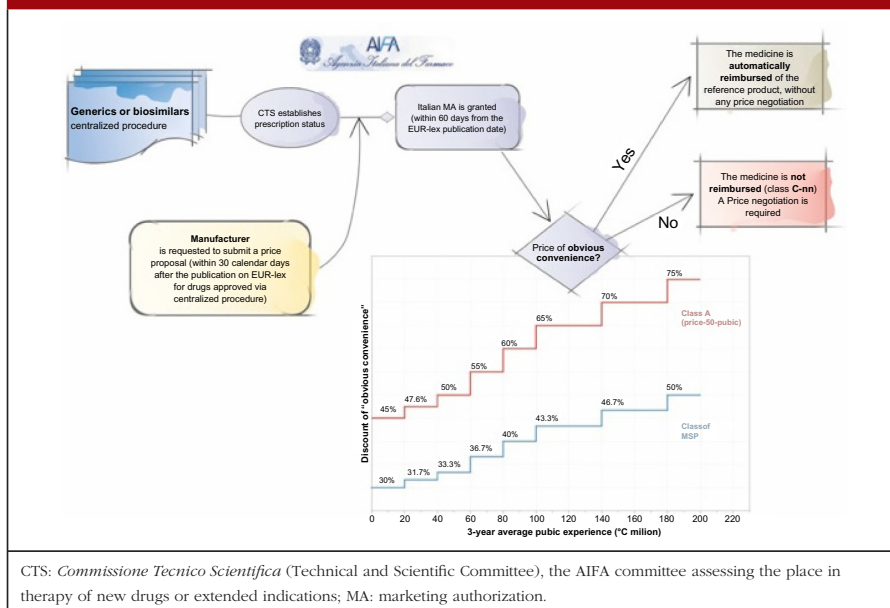 AIFA
Agenzia Italiana del Farmaco
Generics or biosimilars
centralized procedure
CTS establishes
prescription status
Italian MA is granted
(within 60 days from the
EUR-lex publication date)
The medicine is
automatically
reimbursed of the
reference product, without
any price negotiation
Yes
The medicine is not
reimbursed (class C-nn)
A Price negotiation is
required
No
Manufacturer
is requested to submit a price
proposal (within 30 calendar days
after the publication on EUR-lex
for drugs approved via
centralized procedure)
Price of obvious
convenience?
Discount of "obvious convenience"
45%
47.6%
50%
55%
60%
65%
70%
75%
Class A
(price-50-pubic)
30%
31.7%
33.3%
36.7%
40%
43.3%
46.7%
50%
Classof
MSP
0 20 40 60 80 100 120 140 160 180 200 220
3-year average pubic experience (°C milion)
CTS: Commissione Tecnico Scientifica (Technical and Scientific Committee), the AIFA committee assessing the place in
therapy of new drugs or extended indications; MA: marketing authorization.